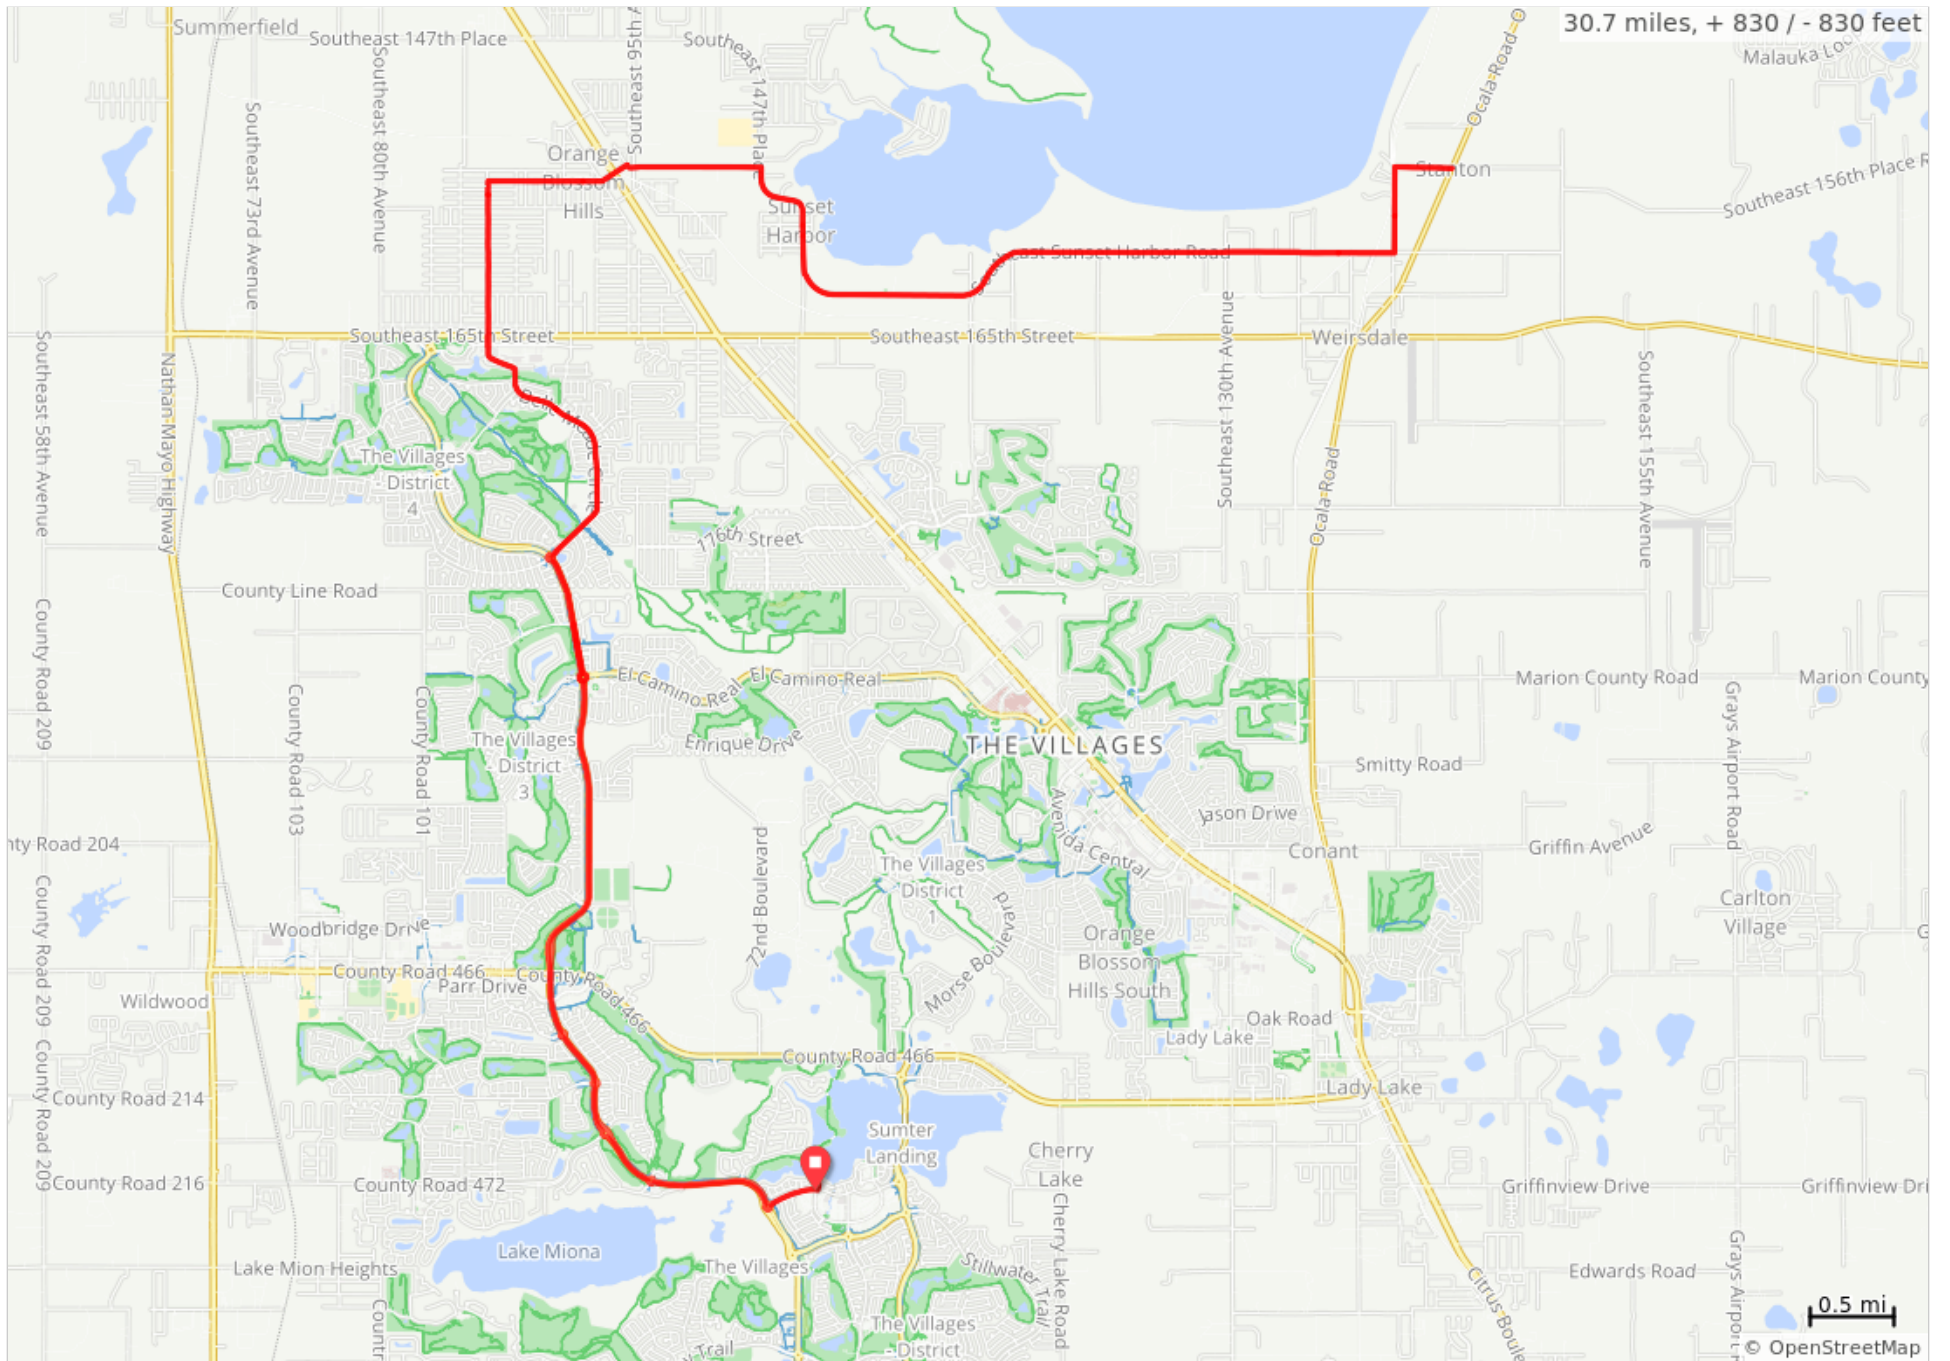 30.7 miles, + 830 / - 830 feet
Summerfield
Southeast 147th Place
Southeast 147th Place
Malauka Loop
Ocala Road
Southeast 73rd Avenue
Southeast 80th Avenue
Southeast 95th A
Orange
Blossom
Hills
Stanton
Southeast 156th Place R
Sunset
Harbor
Southeast Sunset Harbor Road
Southeast 58th Avenue
Nathan Mayo Highway
Southeast 165th Street
Southeast 165th Street
Weirsdale
Southeast 130th Avenue
Southeast 155th Avenue
Belle Meade Circle
The Villages
- District
4
176th Street
Ocala Road
County Line Road
County Road 209
El Camino Real
El Camino Real
Marion County Road
Marion County
County Road 103
County Road 101
The Villages
- District
3
Enrique Drive
THE VILLAGES
Smitty Road
Grays Airport Road
Jason Drive
Avenida Central
nty Road 204
72nd Boulevard
The Villages
District
1
Conant
Griffin Avenue
Carlton
Village
Woodbridge Drive
County Road 466
Parr Drive
County Road 466
Morse Boulevard
Orange
Blossom
Hills South
Wildwood
County Road 209
County Road 209
Oak Road
Lady Lake
County Road 466
Lady Lake
County Road 214
Sumter
Landing
Cherry
Lake
County Road 216
County Road 472
Griffinview Drive
Griffinview Dri
Cherry Lake Road
Lake Miona
Lake Mion Heights
The Villages
Stillwater Trail
Edwards Road
Grays Airport
Citrus Boule
Countr
The Villages
- District
y Trail
0.5 mi
© OpenStreetMap